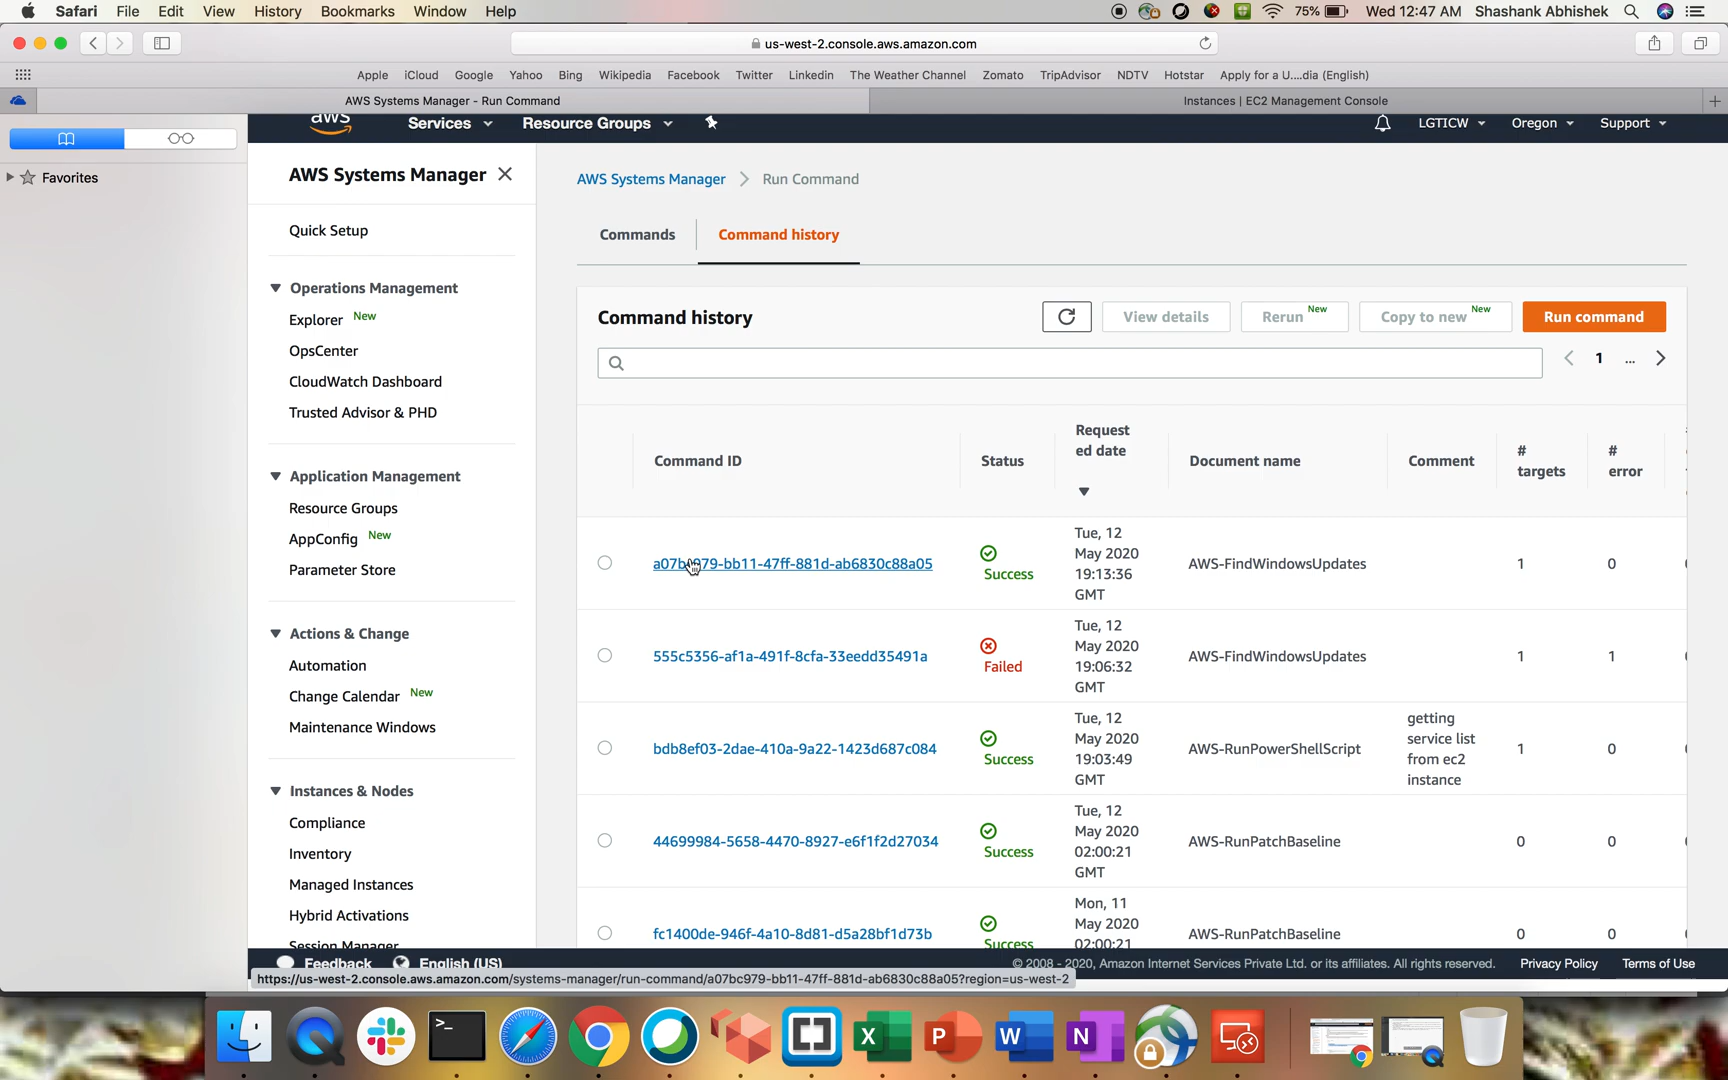 Safari File Edit View History Bookmarks Window Help 75% Wed 12:47 AM Shashank Abhishek
us-west-2.console.aws.amazon.com
Apple iCloud Google Yahoo Bing Wikipedia Facebook Twitter Linkedin The Weather Channel Zomato TripAdvisor NDTV Hotstar Apply for a U....dia (English)
AWS Systems Manager - Run Command Instances | EC2 Management Console
aws Services Resource Groups LGTICW Oregon Support
Favorites
AWS Systems Manager
Quick Setup
Operations Management
Explorer New
OpsCenter
CloudWatch Dashboard
Trusted Advisor & PHD
Application Management
Resource Groups
AppConfig New
Parameter Store
Actions & Change
Automation
Change Calendar New
Maintenance Windows
Instances & Nodes
Compliance
Inventory
Managed Instances
Hybrid Activations
Session Manager
AWS Systems Manager Run Command
Commands Command history
Command history View details Rerun New Copy to new New Run command
1 ...
Command ID Status Request
ed date Document name Comment #
targets #
error
a07bc979-bb11-47ff-881d-ab6830c88a05 Success Tue, 12
May 2020
19:13:36
GMT AWS-FindWindowsUpdates 1 0
555c5356-af1a-491f-8cfa-33eedd35491a Failed Tue, 12
May 2020
19:06:32
GMT AWS-FindWindowsUpdates 1 1
bdb8ef03-2dae-410a-9a22-1423d687c084 Success Tue, 12
May 2020
19:03:49
GMT AWS-RunPowerShellScript getting
service list
from ec2
instance 1 0
44699984-5658-4470-8927-e6f1f2d27034 Success Tue, 12
May 2020
02:00:21
GMT AWS-RunPatchBaseline 0 0
fc1400de-946f-4a10-8d81-d5a28bf1d73b Success Mon, 11
May 2020
02:00:21 AWS-RunPatchBaseline 0 0
Feedback English (US) © 2008 - 2020, Amazon Internet Services Private Ltd. or its affiliates. All rights reserved. Privacy Policy Terms of Use
https://us-west-2.console.aws.amazon.com/systems-manager/run-command/a07bc979-bb11-47ff-881d-ab6830c88a05?region=us-west-2